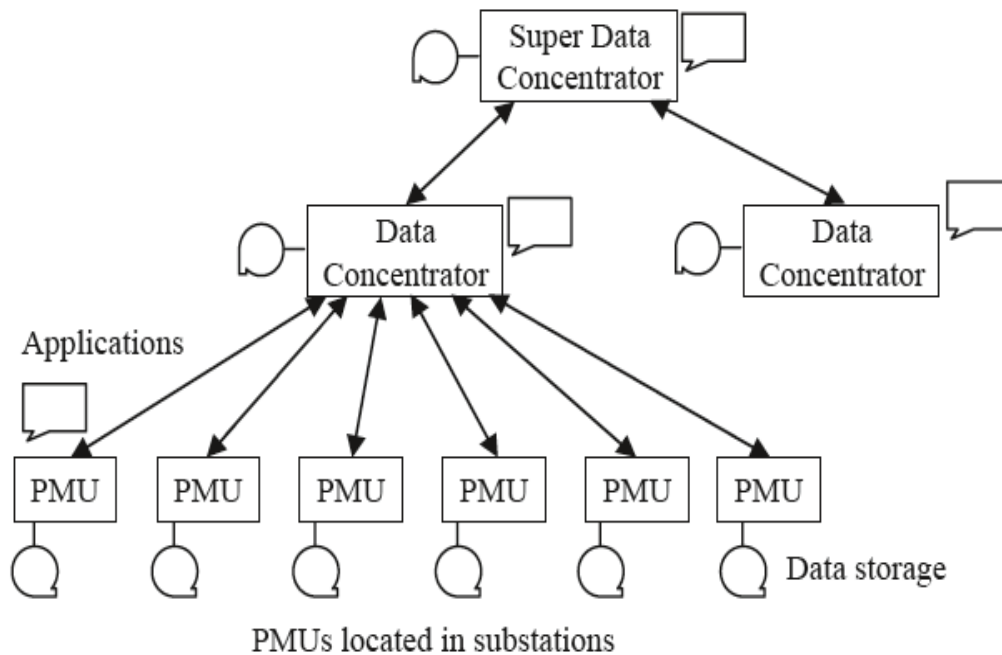 Super Data
Concentrator
Data
Concentrator
Data
Concentrator
Applications
PMU
PMU
PMU
PMU
PMU
PMU
Data storage
PMUs located in substations